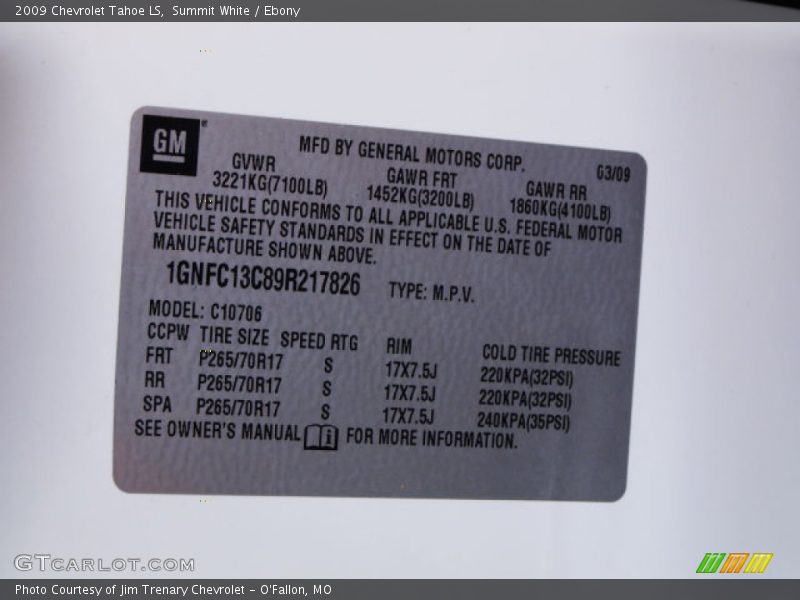 2009 Chevrolet Tahoe LS, Summit White / Ebony
GM
MFD BY GENERAL MOTORS CORP. 03/09
GVWR GAWR FRT GAWR RR
3221KG(7100LB) 1452KG(3200LB) 1860KG(4100LB)
THIS VEHICLE CONFORMS TO ALL APPLICABLE U.S. FEDERAL MOTOR
VEHICLE SAFETY STANDARDS IN EFFECT ON THE DATE OF
MANUFACTURE SHOWN ABOVE.
1GNFC13C89R217826 TYPE: M.P.V.
MODEL: C10706
CCPW TIRE SIZE SPEED RTG RIM COLD TIRE PRESSURE
FRT P265/70R17 S 17X7.5J 220KPA(32PSI)
RR P265/70R17 S 17X7.5J 220KPA(32PSI)
SPA P265/70R17 S 17X7.5J 240KPA(35PSI)
SEE OWNER'S MANUAL i FOR MORE INFORMATION.
GTCARLOT.COM
Photo Courtesy of Jim Trenary Chevrolet - O'Fallon, MO